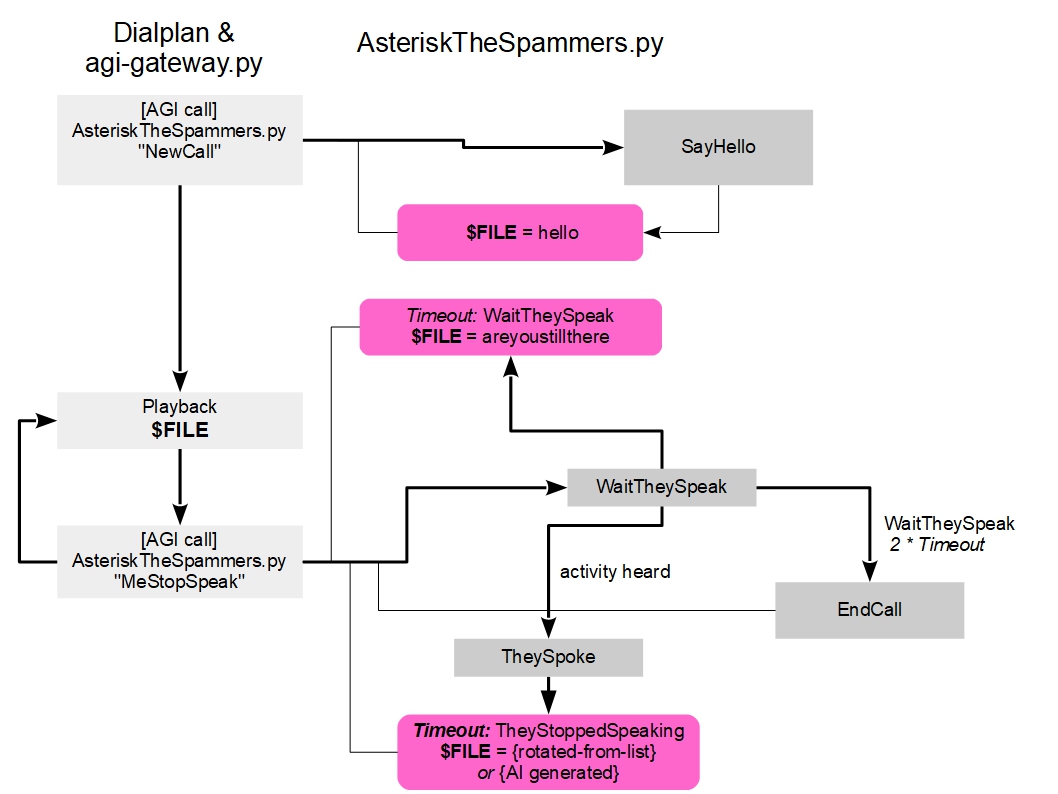 Dialplan &
agi-gateway.py
AsteriskTheSpammers.py
[AGI call]
AsteriskTheSpammers.py
"NewCall"
SayHello
$FILE = hello
Timeout: WaitTheySpeak
$FILE = areyoustillthere
Playback
$FILE
WaitTheySpeak
WaitTheySpeak
2 * Timeout
[AGI call]
AsteriskTheSpammers.py
"MeStopSpeak"
activity heard
EndCall
TheySpoke
Timeout: TheyStoppedSpeaking
$FILE = {rotated-from-list}
or {AI generated}